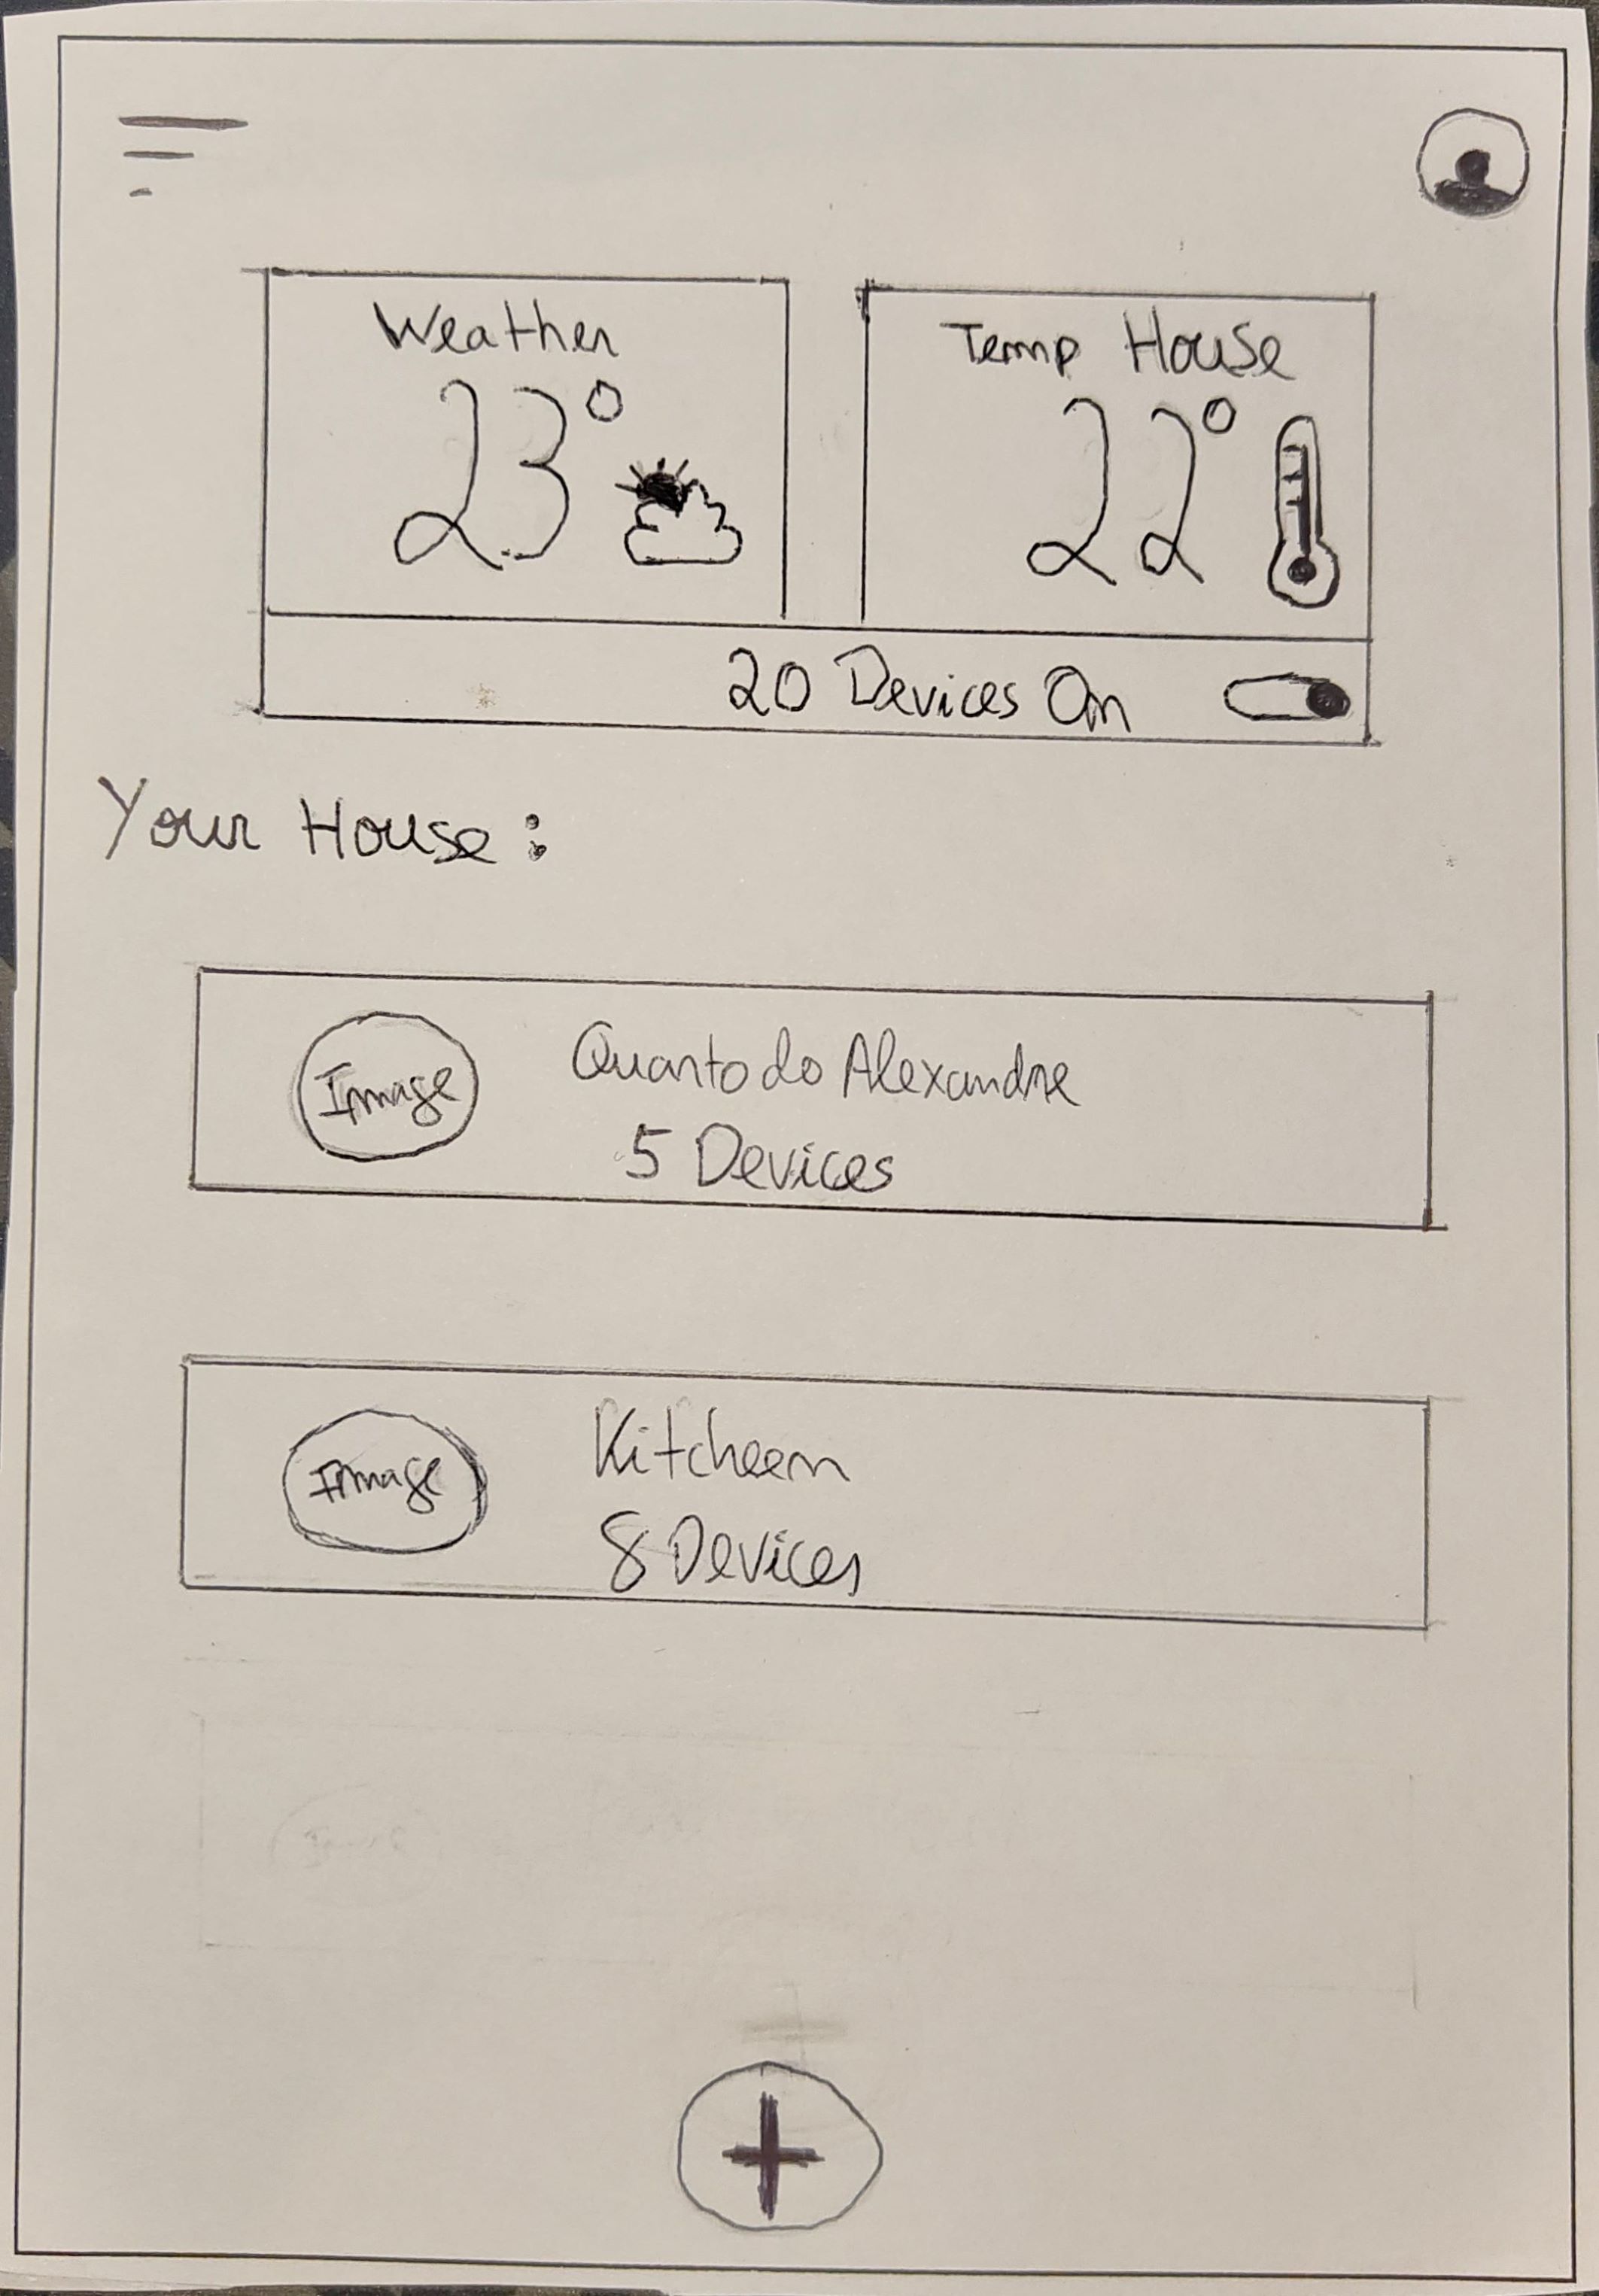 Weather
23°
Temp House
22°
20 Devices On
Your House:
Image
Quarto do Alexandre
5 Devices
Image
Kitcheen
8 Devices
+